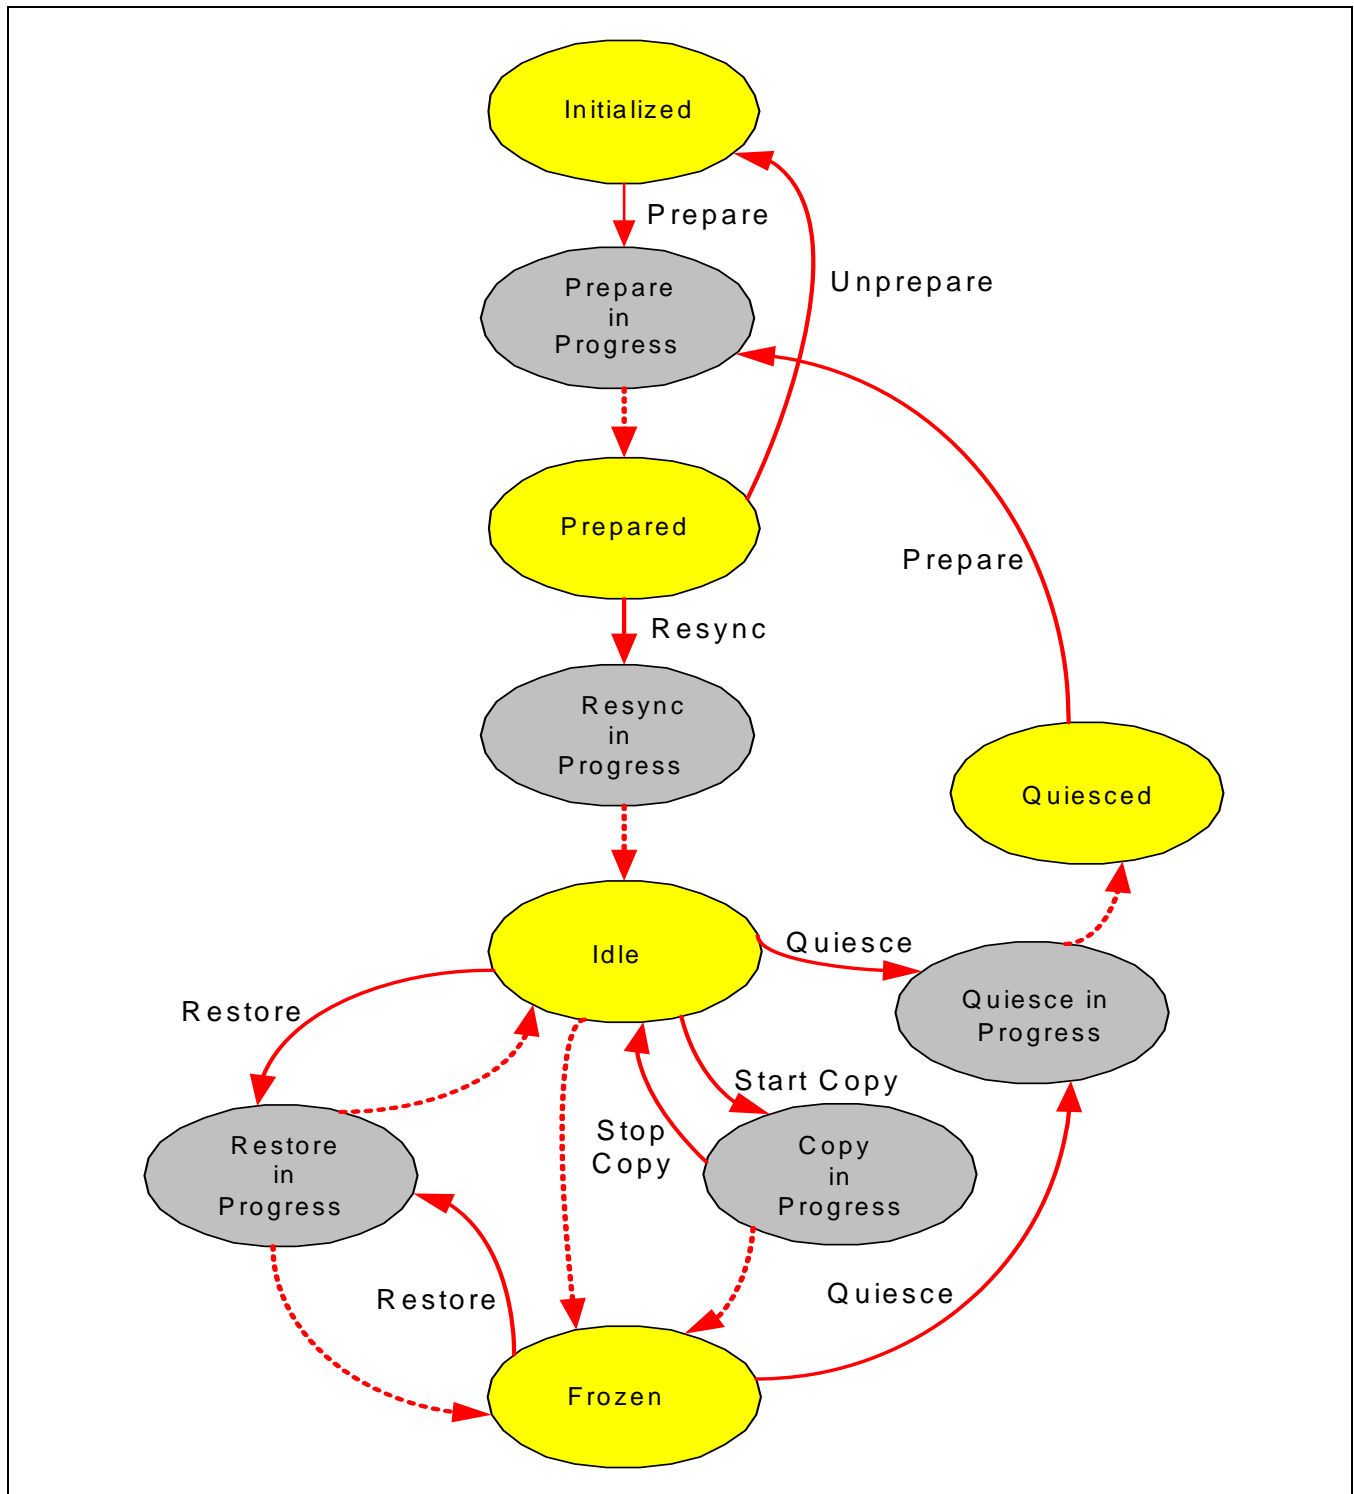 Initialized
Prepare
Unprepare
Prepare
in
Progress
Prepared
Prepare
Resync
Resync
in
Progress
Quiesced
Idle
Quiesce
Quiesce in
Progress
Restore
Start Copy
Stop
Copy
Restore
in
Progress
Copy
in
Progress
Restore
Quiesce
Frozen